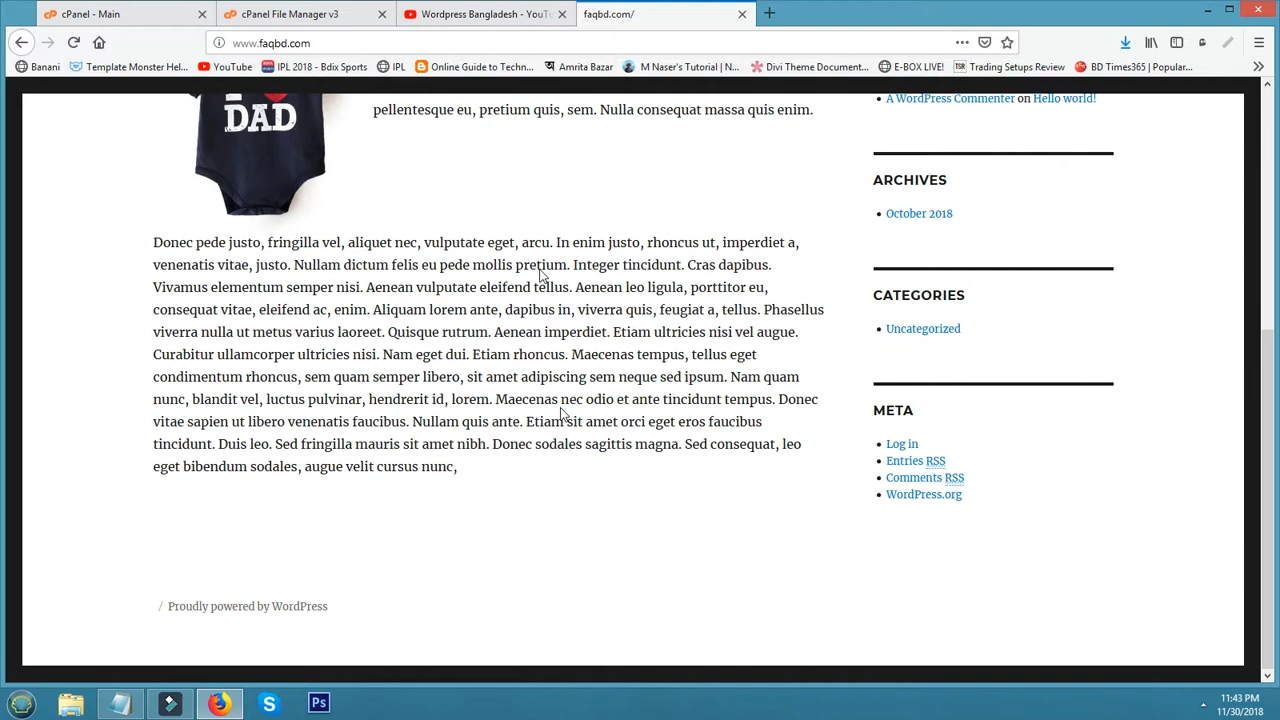 cPanel - Main
cPanel File Manager v3
Wordpress Bangladesh - YouTu
faqbd.com/
www.faqbd.com
Banani
Template Monster Hel...
YouTube
IPL 2018 - Bdix Sports
IPL
Online Guide to Techn...
Amrita Bazar
M Naser's Tutorial | N...
Divi Theme Document...
E-BOX LIVE!
TSR Trading Setups Review
BD Times365 | Popular...
DAD
pellentesque eu, pretium quis, sem. Nulla consequat massa quis enim.
Donec pede justo, fringilla vel, aliquet nec, vulputate eget, arcu. In enim justo, rhoncus ut, imperdiet a,
venenatis vitae, justo. Nullam dictum felis eu pede mollis pretium. Integer tincidunt. Cras dapibus.
Vivamus elementum semper nisi. Aenean vulputate eleifend tellus. Aenean leo ligula, porttitor eu,
consequat vitae, eleifend ac, enim. Aliquam lorem ante, dapibus in, viverra quis, feugiat a, tellus. Phasellus
viverra nulla ut metus varius laoreet. Quisque rutrum. Aenean imperdiet. Etiam ultricies nisi vel augue.
Curabitur ullamcorper ultricies nisi. Nam eget dui. Etiam rhoncus. Maecenas tempus, tellus eget
condimentum rhoncus, sem quam semper libero, sit amet adipiscing sem neque sed ipsum. Nam quam
nunc, blandit vel, luctus pulvinar, hendrerit id, lorem. Maecenas nec odio et ante tincidunt tempus. Donec
vitae sapien ut libero venenatis faucibus. Nullam quis ante. Etiam sit amet orci eget eros faucibus
tincidunt. Duis leo. Sed fringilla mauris sit amet nibh. Donec sodales sagittis magna. Sed consequat, leo
eget bibendum sodales, augue velit cursus nunc,
A WordPress Commenter on Hello world!
ARCHIVES
October 2018
CATEGORIES
Uncategorized
META
Log in
Entries RSS
Comments RSS
WordPress.org
/ Proudly powered by WordPress
S
Ps
11:43 PM
11/30/2018